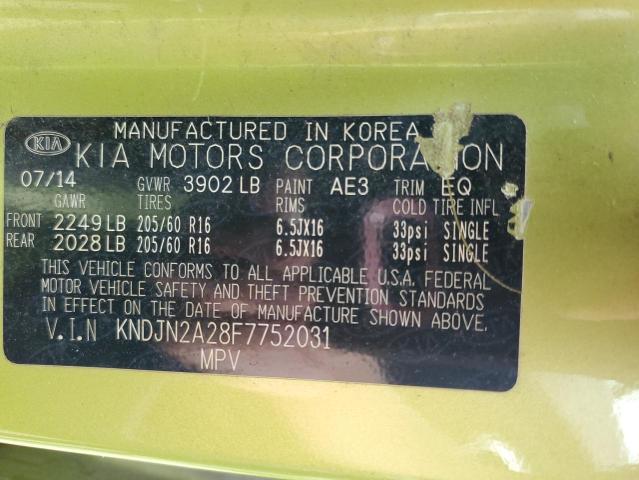 MANUFACTURED IN KOREA
KIA KIA MOTORS CORPORATION
07/14 GVWR 3902 LB PAINT AE3 TRIM EQ
GAWR TIRES RIMS COLD TIRE INFL
FRONT 2249 LB 205/60 R16 6.5JX16 33psi SINGLE
REAR 2028 LB 205/60 R16 6.5JX16 33psi SINGLE
THIS VEHICLE CONFORMS TO ALL APPLICABLE U.S.A. FEDERAL
MOTOR VEHICLE SAFETY AND THEFT PREVENTION STANDARDS
IN EFFECT ON THE DATE OF MANUFACTURE SHOWN ABOVE.
V.I.N KNDJN2A28F7752031
MPV